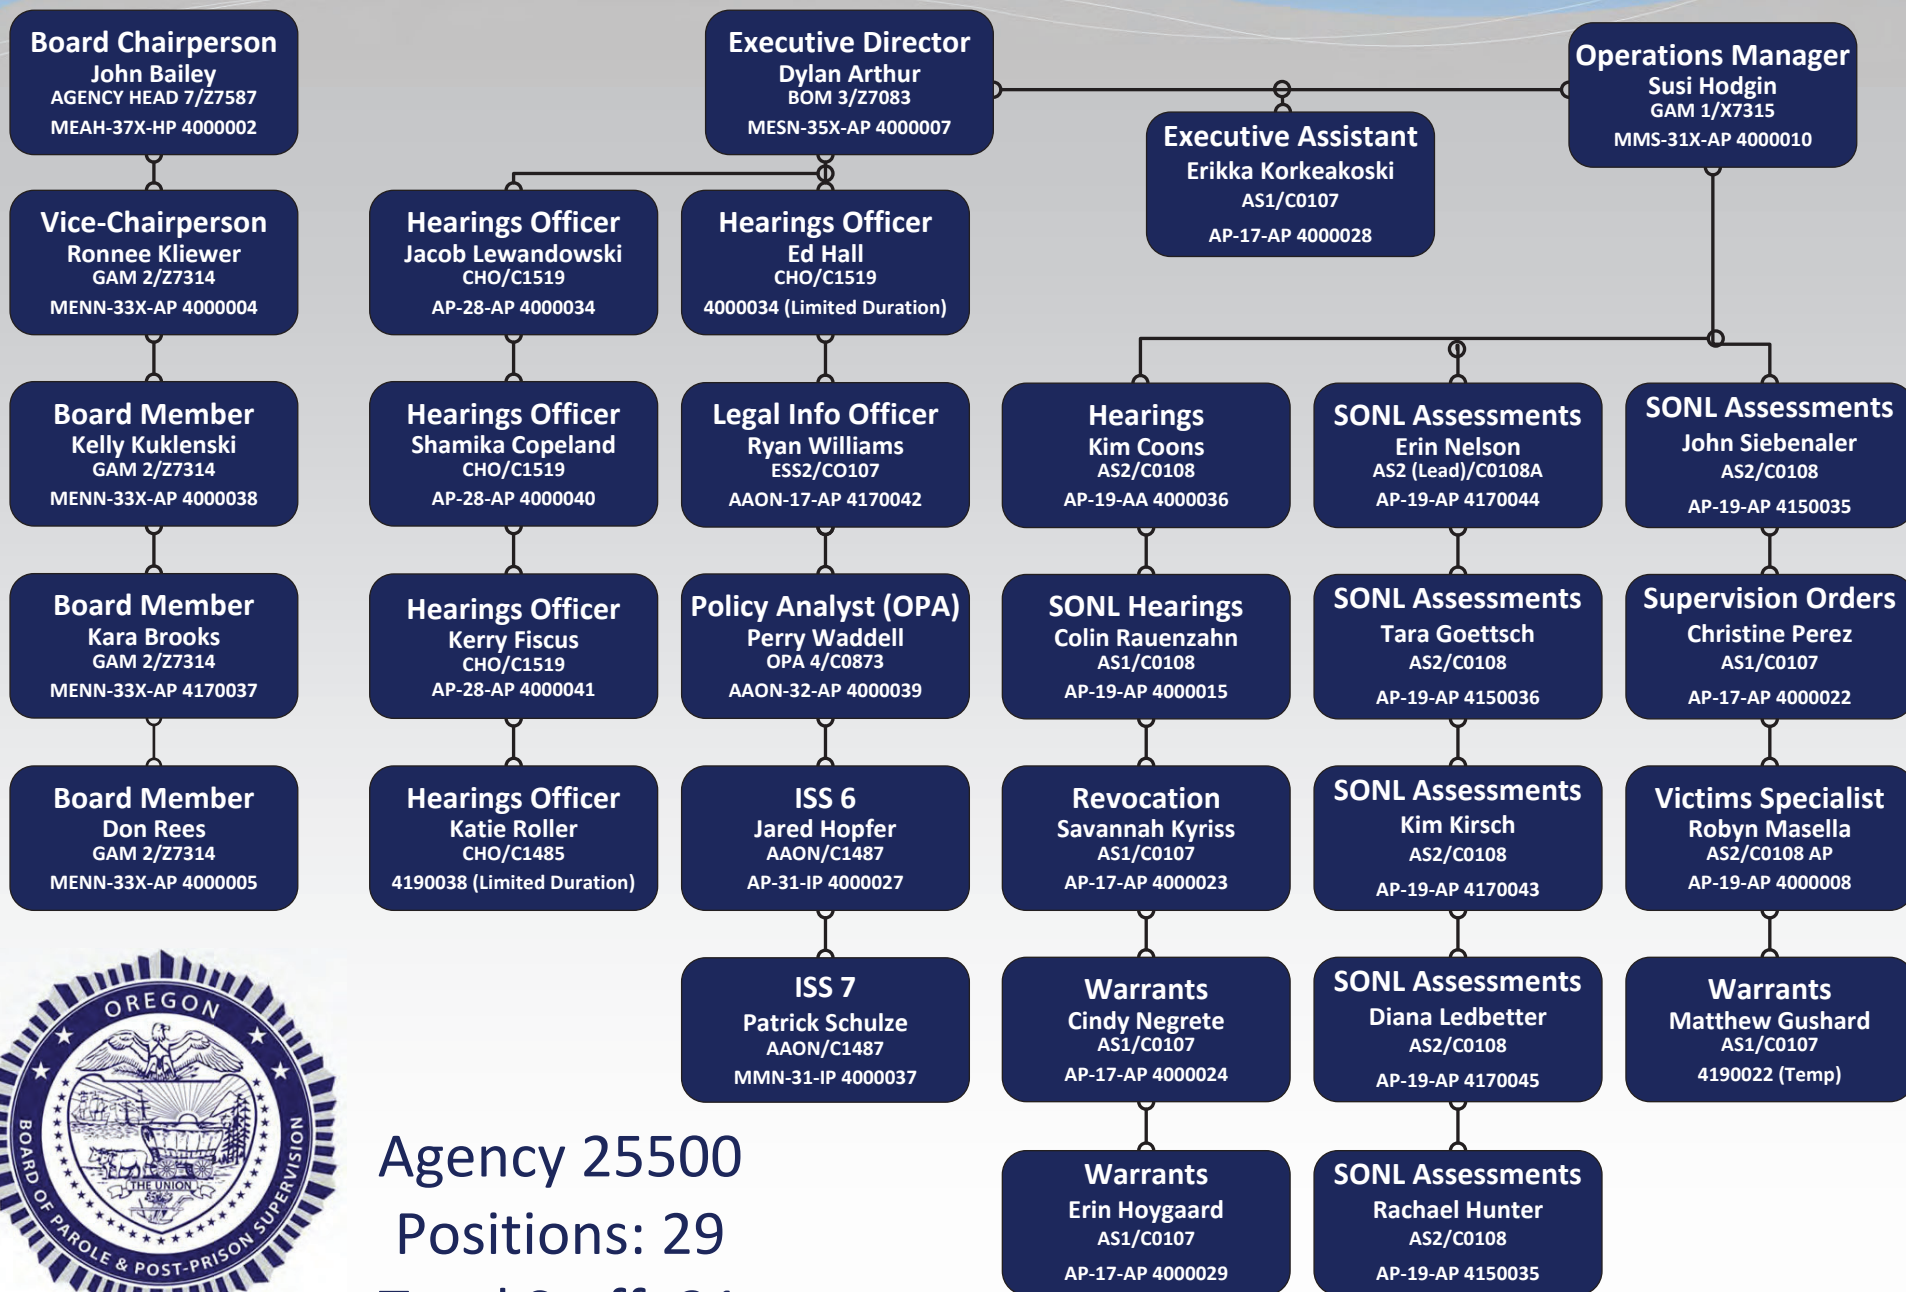 Board Chairperson
John Bailey
AGENCY HEAD 7/Z7587
MEAH-37X-HP 4000002
Executive Director
Dylan Arthur
BOM 3/Z7083
MESN-35X-AP 4000007
Operations Manager
Susi Hodgin
GAM 1/X7315
MMS-31X-AP 4000010
Executive Assistant
Erikka Korkeakoski
AS1/C0107
AP-17-AP 4000028
Vice-Chairperson
Ronnee Kliewer
GAM 2/Z7314
MENN-33X-AP 4000004
Hearings Officer
Jacob Lewandowski
CHO/C1519
AP-28-AP 4000034
Hearings Officer
Ed Hall
CHO/C1519
4000034 (Limited Duration)
Board Member
Kelly Kuklenski
GAM 2/Z7314
MENN-33X-AP 4000038
Hearings Officer
Shamika Copeland
CHO/C1519
AP-28-AP 4000040
Legal Info Officer
Ryan Williams
ESS2/CO107
AAON-17-AP 4170042
Hearings
Kim Coons
AS2/C0108
AP-19-AA 4000036
SONL Assessments
Erin Nelson
AS2 (Lead)/C0108A
AP-19-AP 4170044
SONL Assessments
John Siebenaler
AS2/C0108
AP-19-AP 4150035
Board Member
Kara Brooks
GAM 2/Z7314
MENN-33X-AP 4170037
Hearings Officer
Kerry Fiscus
CHO/C1519
AP-28-AP 4000041
Policy Analyst (OPA)
Perry Waddell
OPA 4/C0873
AAON-32-AP 4000039
SONL Hearings
Colin Rauenzahn
AS1/C0108
AP-19-AP 4000015
SONL Assessments
Tara Goettsch
AS2/C0108
AP-19-AP 4150036
Supervision Orders
Christine Perez
AS1/C0107
AP-17-AP 4000022
Board Member
Don Rees
GAM 2/Z7314
MENN-33X-AP 4000005
Hearings Officer
Katie Roller
CHO/C1485
4190038 (Limited Duration)
ISS 6
Jared Hopfer
AAON/C1487
AP-31-IP 4000027
Revocation
Savannah Kyriss
AS1/C0107
AP-17-AP 4000023
SONL Assessments
Kim Kirsch
AS2/C0108
AP-19-AP 4170043
Victims Specialist
Robyn Masella
AS2/C0108 AP
AP-19-AP 4000008
ISS 7
Patrick Schulze
AAON/C1487
MMN-31-IP 4000037
Warrants
Cindy Negrete
AS1/C0107
AP-17-AP 4000024
SONL Assessments
Diana Ledbetter
AS2/C0108
AP-19-AP 4170045
Warrants
Matthew Gushard
AS1/C0107
4190022 (Temp)
Warrants
Erin Hoygaard
AS1/C0107
AP-17-AP 4000029
SONL Assessments
Rachael Hunter
AS2/C0108
AP-19-AP 4150035
OREGON
THE UNION
BOARD OF PAROLE & POST-PRISON SUPERVISION
Agency 25500
Positions: 29